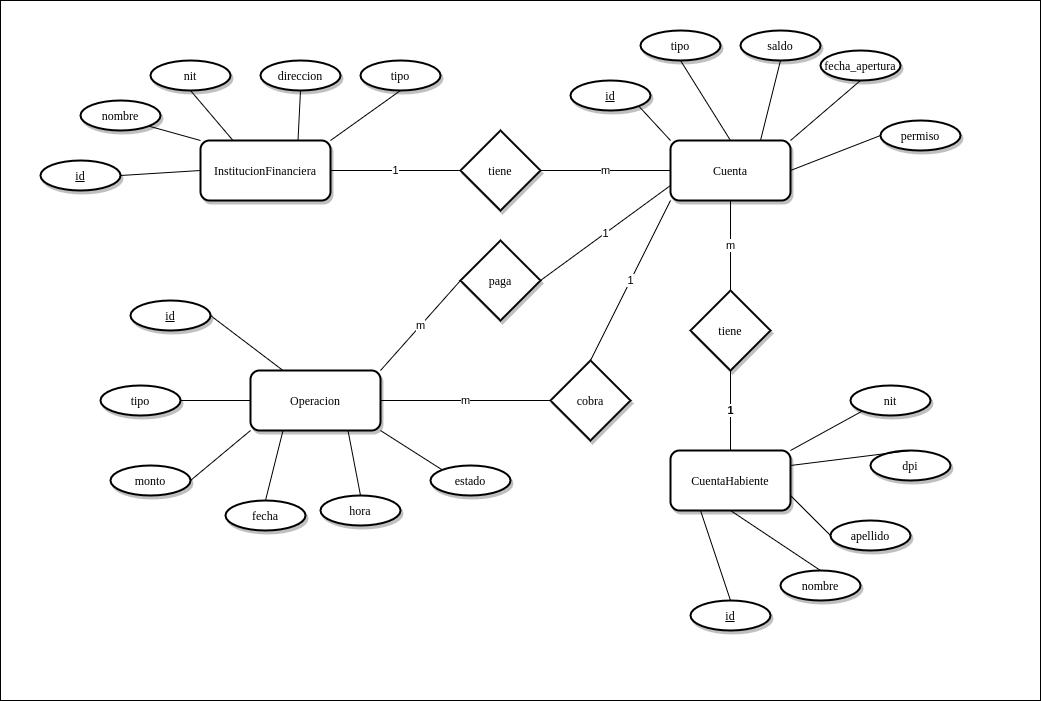 tipo
saldo
fecha_apertura
nit
direccion
tipo
id
nombre
permiso
InstitucionFinanciera
1
tiene
m
Cuenta
id
1
m
paga
1
id
m
tiene
Operacion
tipo
m
cobra
1
nit
monto
estado
CuentaHabiente
dpi
fecha
hora
apellido
nombre
id